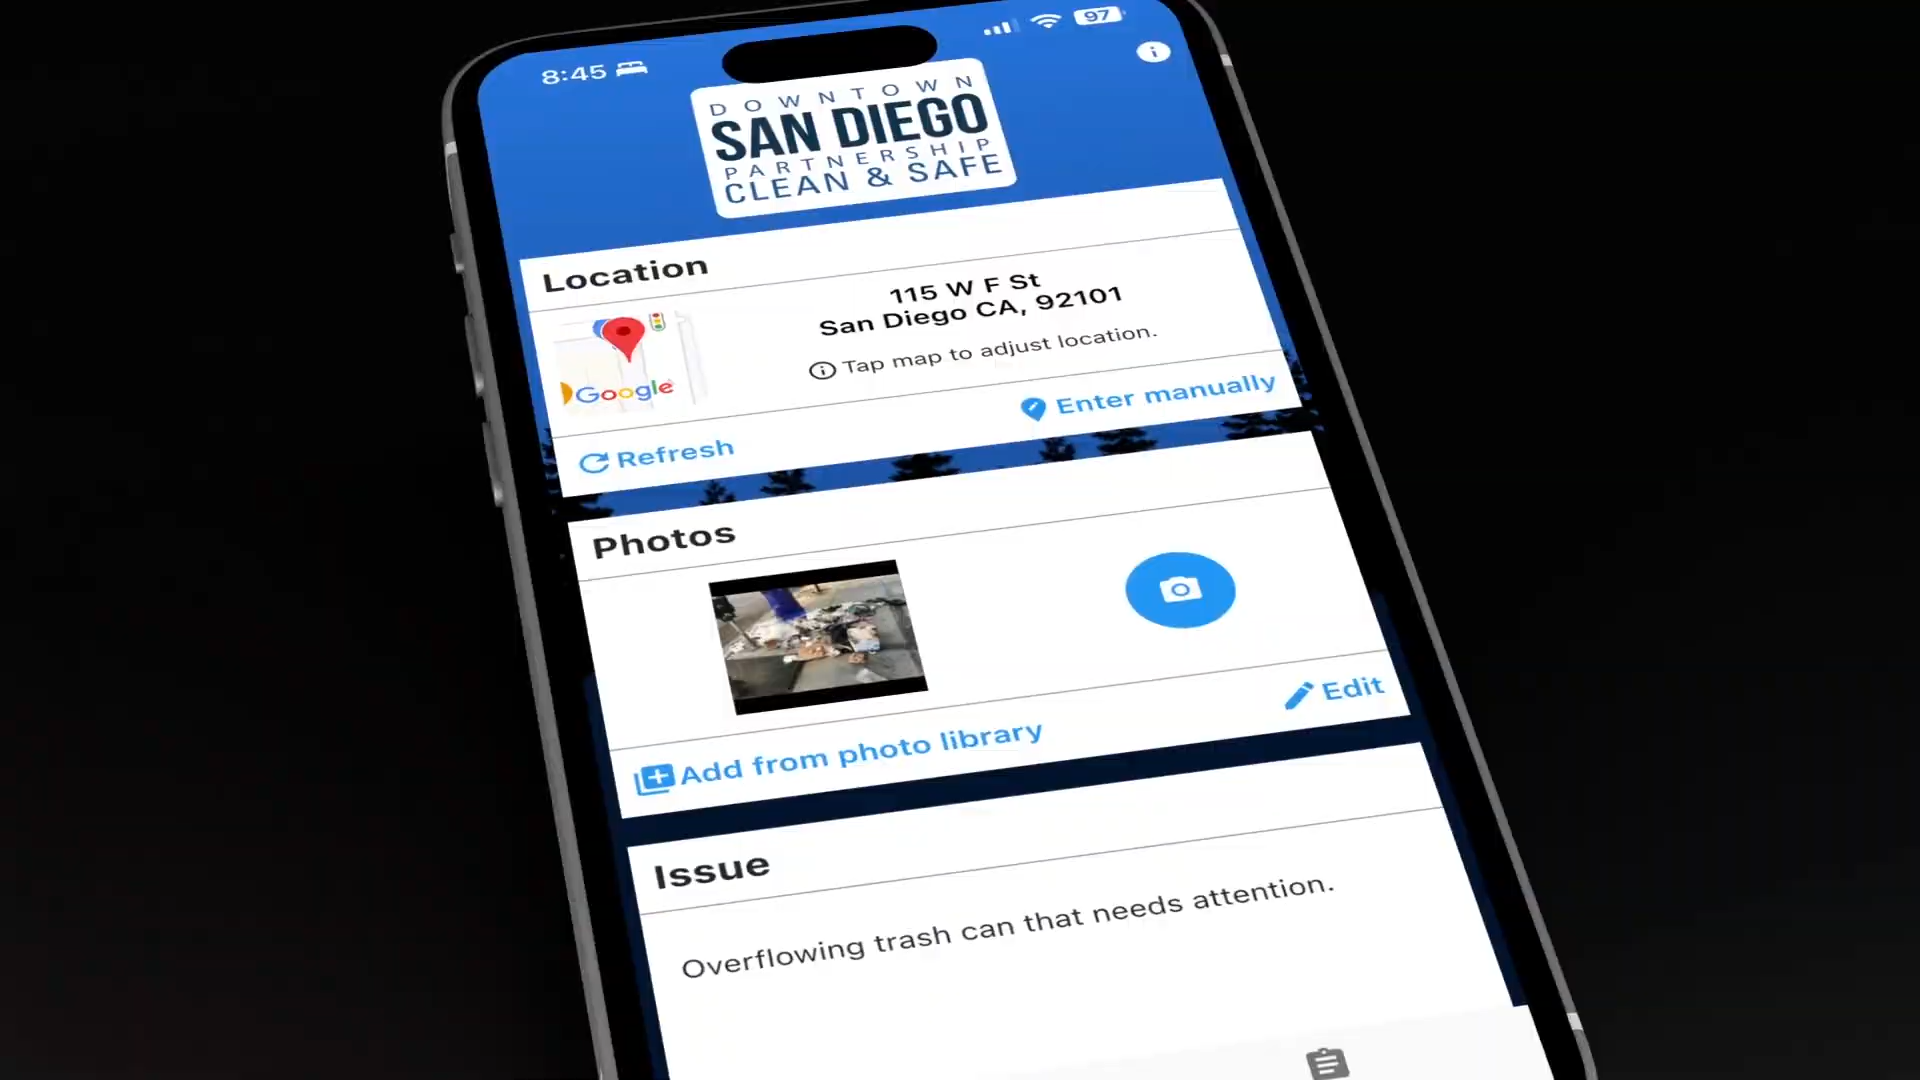 8:45
97
DOWNTOWN
SAN DIEGO
PARTNERSHIP
CLEAN & SAFE
Location
115 W F St
San Diego CA, 92101
Tap map to adjust location.
Google
Refresh
Enter manually
Photos
Add from photo library
Edit
Issue
Overflowing trash can that needs attention.